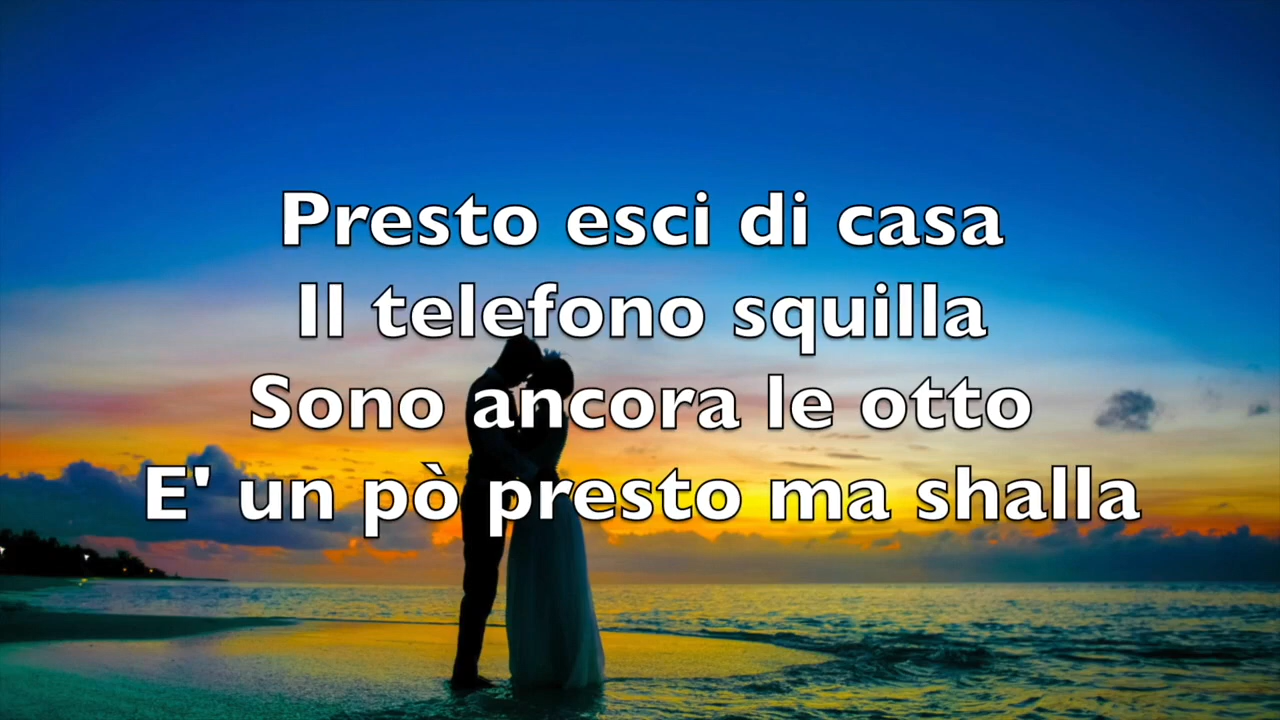 Presto esci di casa
Il telefono squilla
Sono ancora le otto
E' un pò presto ma shalla